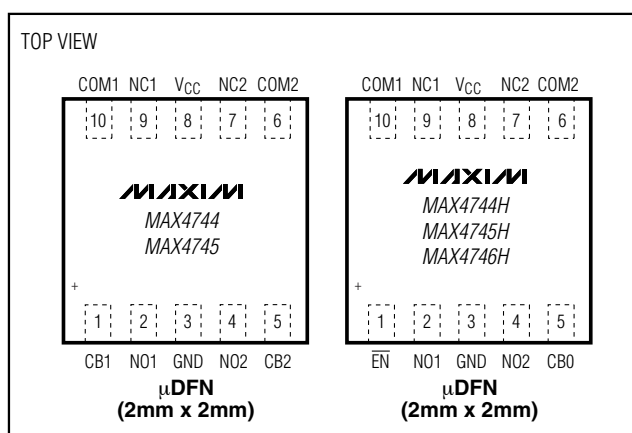 TOP VIEW
COM1 NC1 VCC NC2 COM2
10 9 8 7 6
MAXIM
MAX4744
MAX4745
+
1 2 3 4 5
CB1 NO1 GND NO2 CB2
µDFN
(2mm x 2mm)
COM1 NC1 VCC NC2 COM2
10 9 8 7 6
MAXIM
MAX4744H
MAX4745H
MAX4746H
+
1 2 3 4 5
E̅N̅ NO1 GND NO2 CB0
µDFN
(2mm x 2mm)